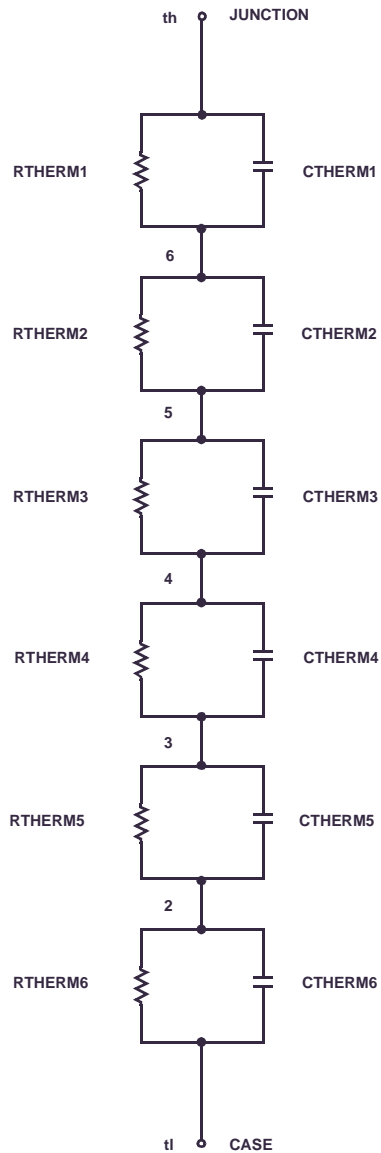 th JUNCTION
RTHERM1 CTHERM1
6
RTHERM2 CTHERM2
5
RTHERM3 CTHERM3
4
RTHERM4 CTHERM4
3
RTHERM5 CTHERM5
2
RTHERM6 CTHERM6
tl CASE